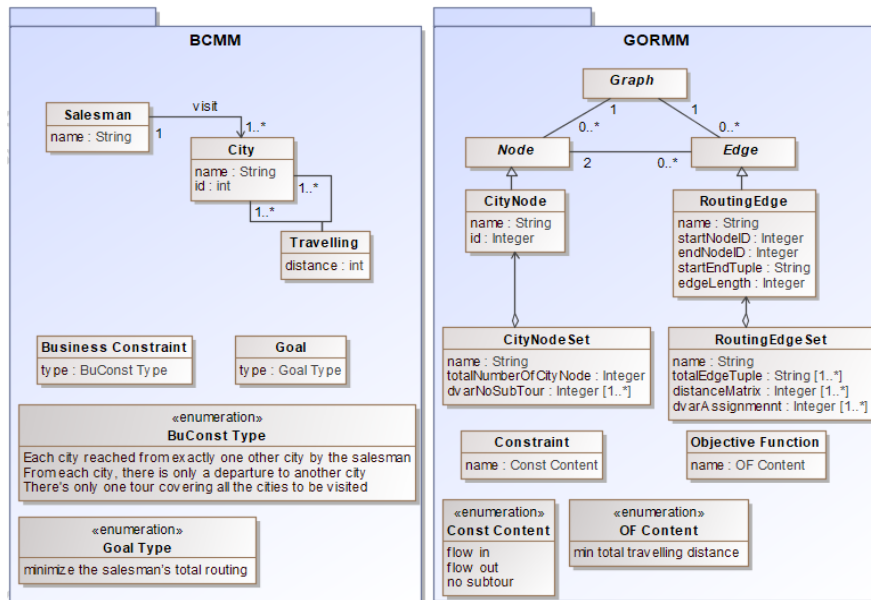 BCMM
Salesman
name : String
visit
1
1..*
City
name : String
id : int
1..*
1..*
Travelling
distance : int
Business Constraint
type : BuConst Type
Goal
type : Goal Type
«enumeration»
BuConst Type
Each city reached from exactly one other city by the salesman
From each city, there is only a departure to another city
There's only one tour covering all the cities to be visited
«enumeration»
Goal Type
minimize the salesman's total routing
GORMM
Graph
1
1
0..*
0..*
Node
2
0..*
Edge
CityNode
name : String
id : Integer
RoutingEdge
name : String
startNodeID : Integer
endNodeID : Integer
startEndTuple : String
edgeLength : Integer
CityNodeSet
name : String
totalNumberOfCityNode : Integer
dvarNoSubTour : Integer [1..*]
RoutingEdgeSet
name : String
totalEdgeTuple : String [1..*]
distanceMatrix : Integer [1..*]
dvarAssignmennt : Integer [1..*]
Constraint
name : Const Content
Objective Function
name : OF Content
«enumeration»
Const Content
flow in
flow out
no subtour
«enumeration»
OF Content
min total travelling distance